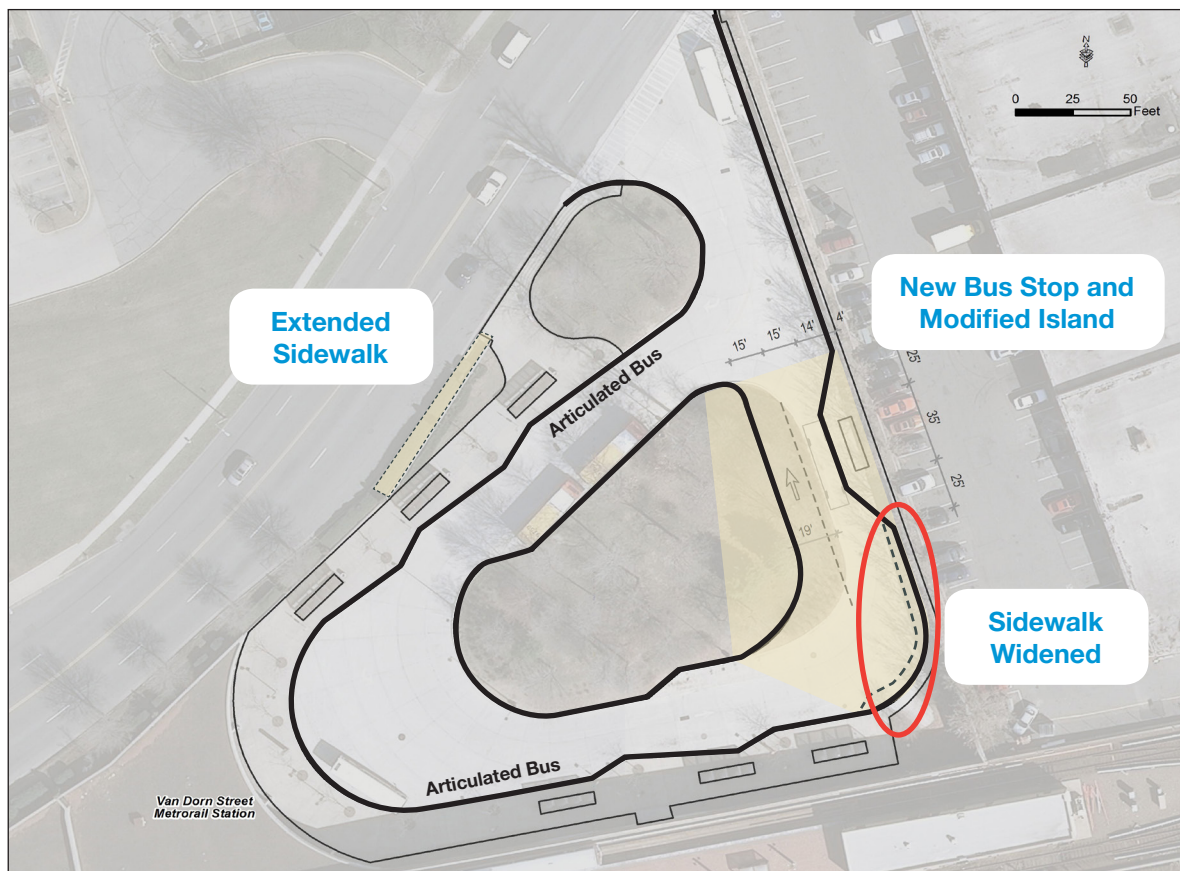 N
0 25 50
Feet
Extended
Sidewalk
New Bus Stop and
Modified Island
15' 15' 14' 4'
25'
35'
25'
Articulated Bus
19'
Sidewalk
Widened
Articulated Bus
Van Dorn Street
Metrorail Station